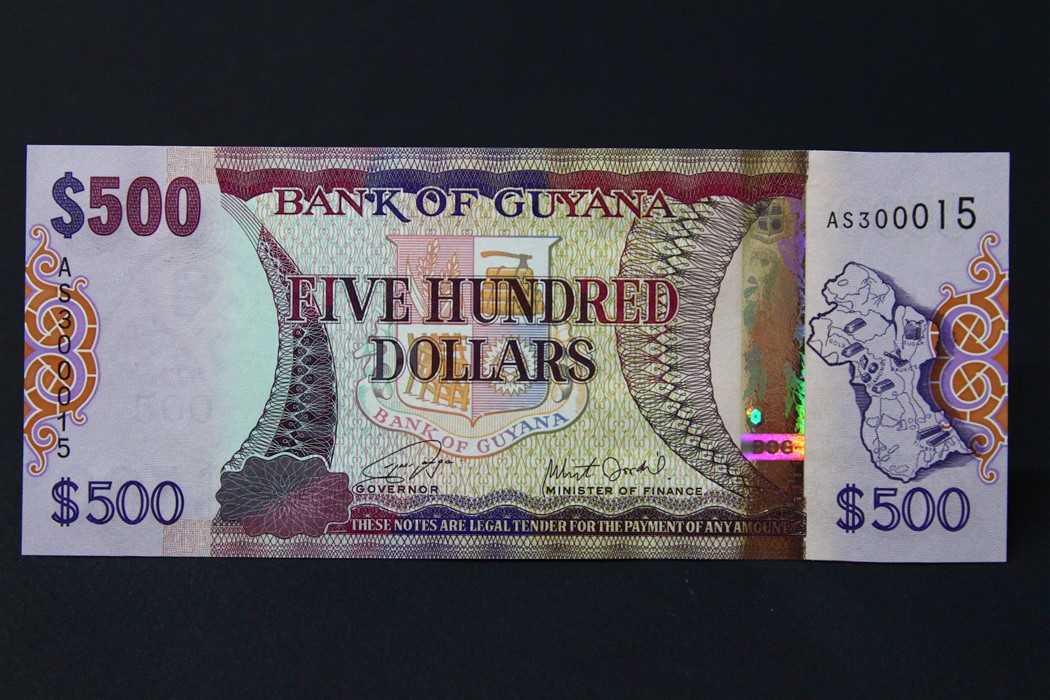 $500
BANK OF GUYANA
AS300015
AS300015
FIVE HUNDRED
DOLLARS
BANK OF GUYANA
BOG
GOVERNOR
MINISTER OF FINANCE
$500
THESE NOTES ARE LEGAL TENDER FOR THE PAYMENT OF ANY AMOUNT
$500